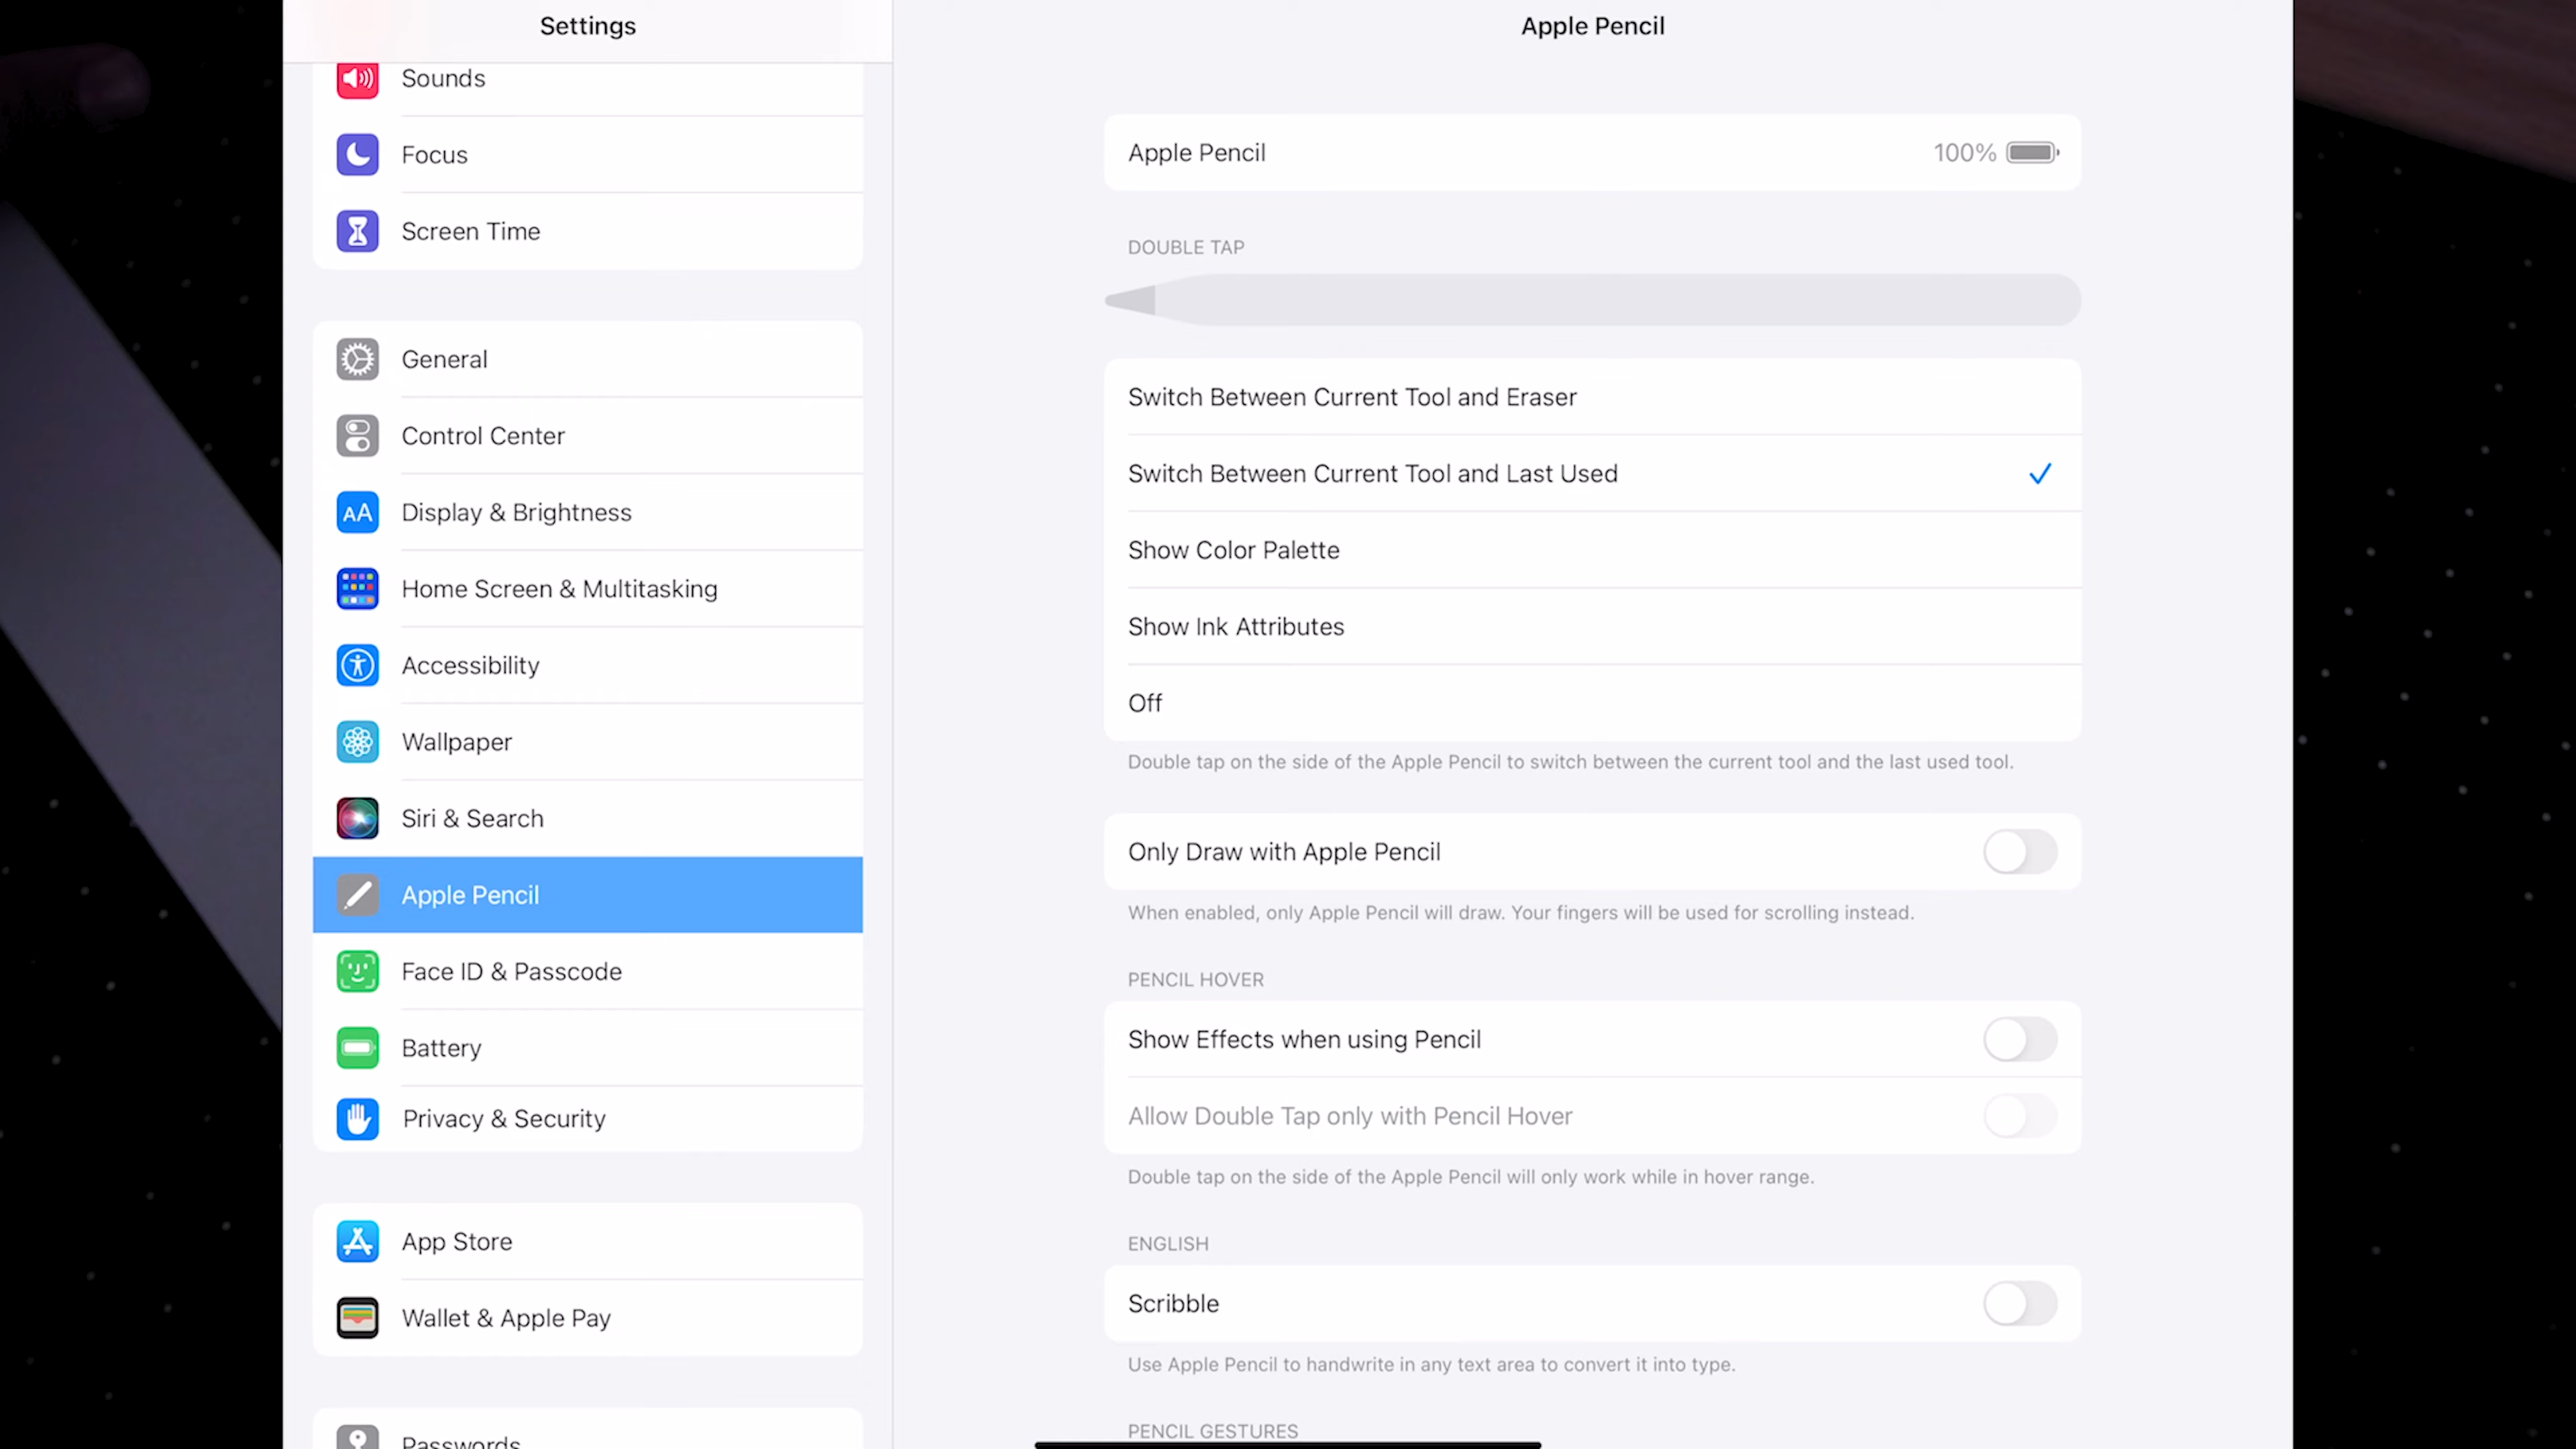 Settings
Sounds
Focus
Screen Time
General
Control Center
AA
Display & Brightness
Home Screen & Multitasking
Accessibility
Wallpaper
Siri & Search
Apple Pencil
Face ID & Passcode
Battery
Privacy & Security
App Store
Wallet & Apple Pay
Passwords
Apple Pencil
Apple Pencil 100%
DOUBLE TAP
Switch Between Current Tool and Eraser
Switch Between Current Tool and Last Used
Show Color Palette
Show Ink Attributes
Off
Double tap on the side of the Apple Pencil to switch between the current tool and the last used tool.
Only Draw with Apple Pencil
When enabled, only Apple Pencil will draw. Your fingers will be used for scrolling instead.
PENCIL HOVER
Show Effects when using Pencil
Allow Double Tap only with Pencil Hover
Double tap on the side of the Apple Pencil will only work while in hover range.
ENGLISH
Scribble
Use Apple Pencil to handwrite in any text area to convert it into type.
PENCIL GESTURES